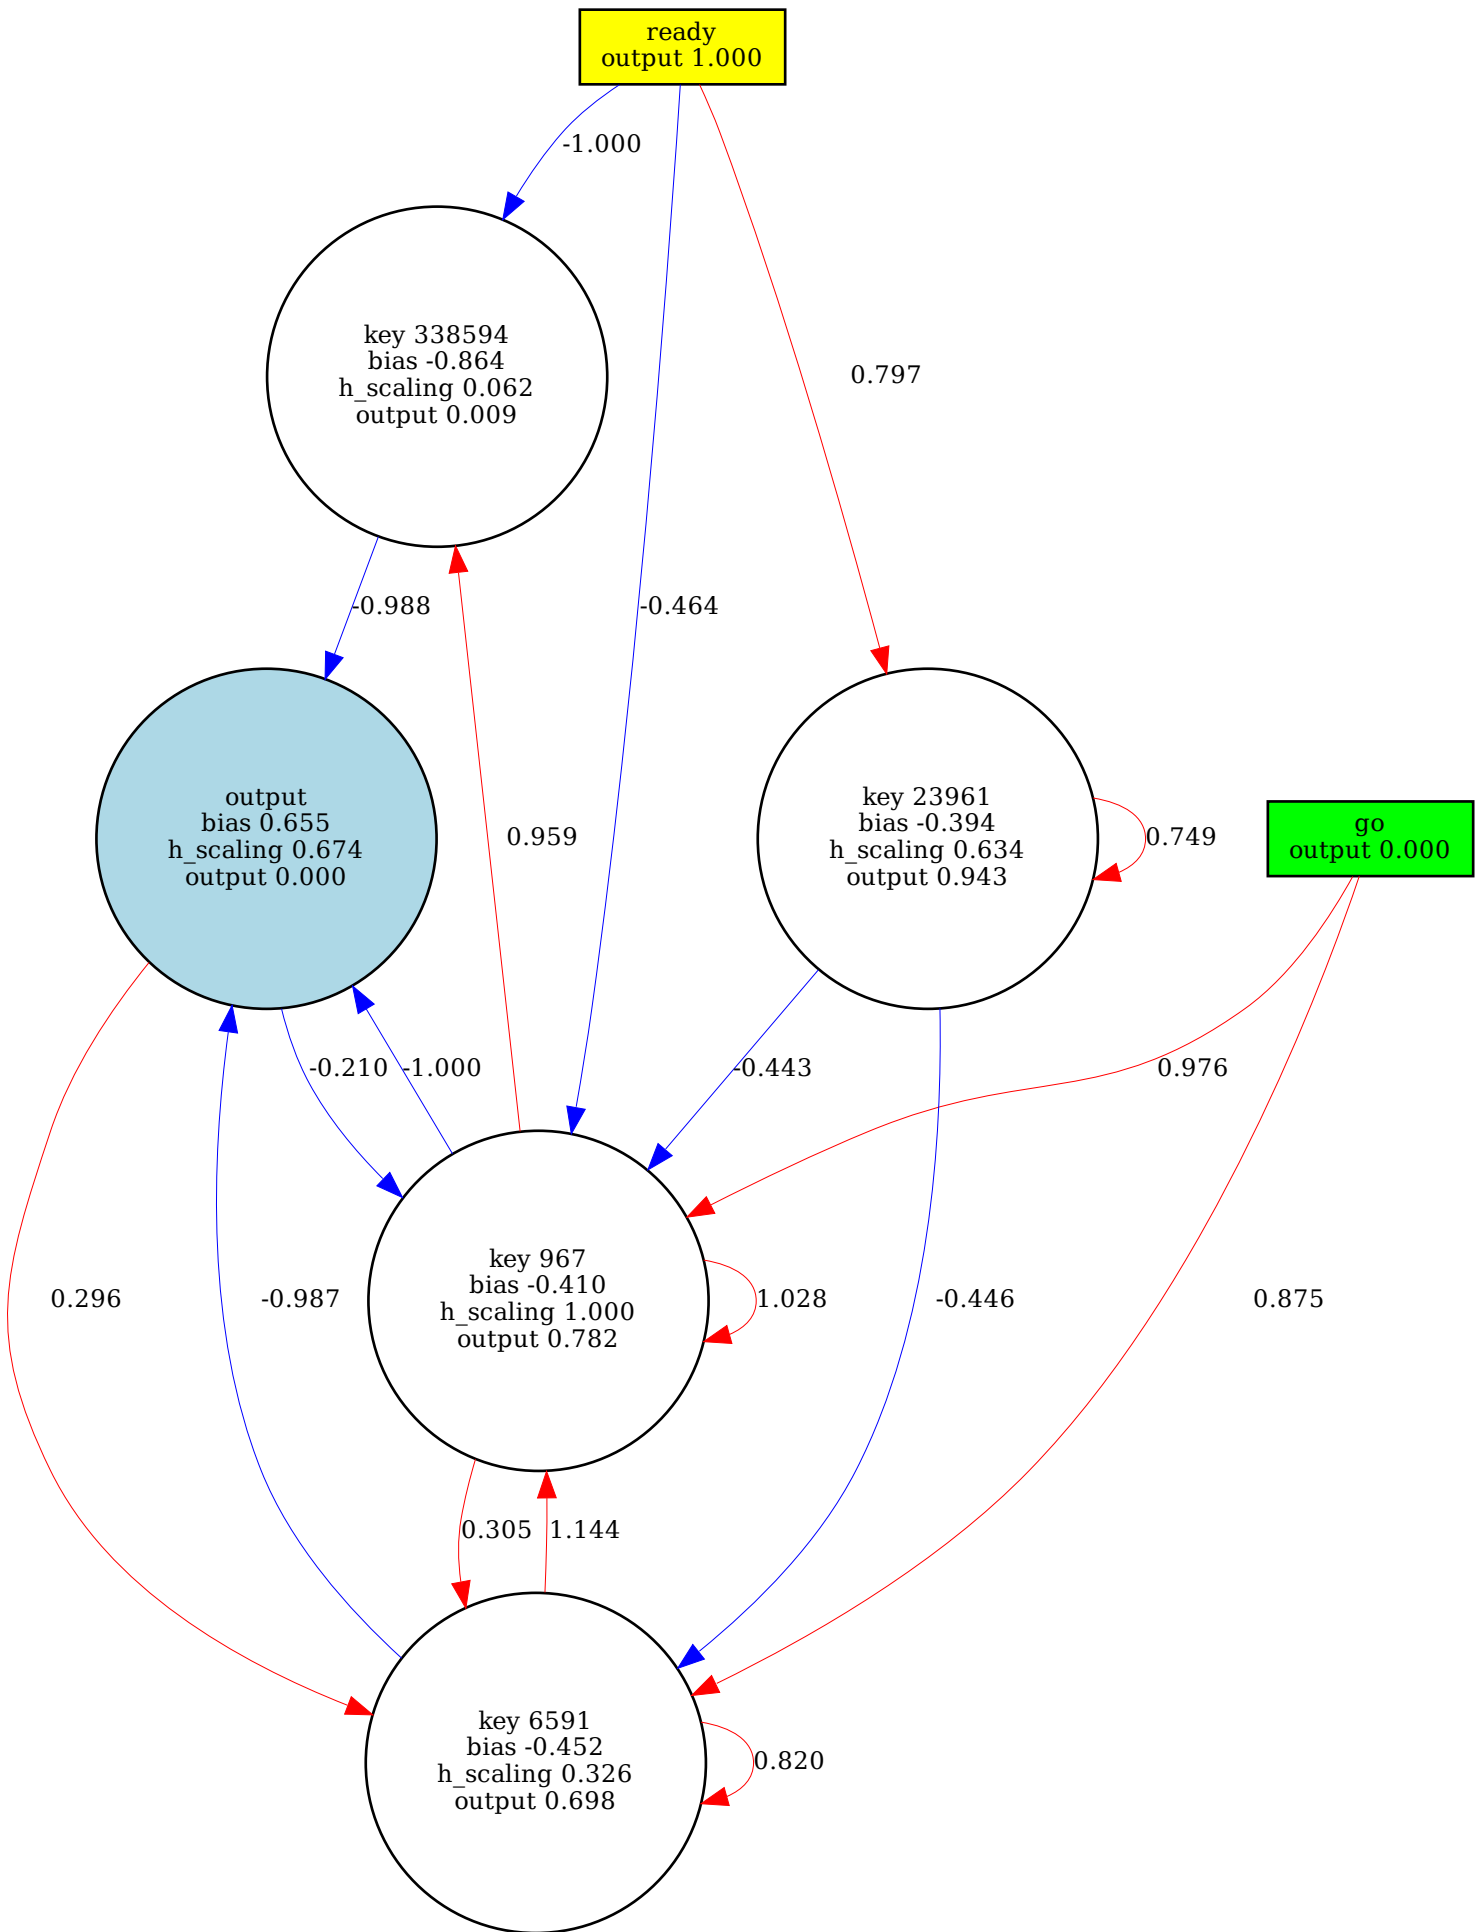 ready
output 1.000
-1.000
key 338594
bias -0.864
h_scaling 0.062
output 0.009
0.797
-0.988
-0.464
output
bias 0.655
h_scaling 0.674
output 0.000
0.959
key 23961
bias -0.394
h_scaling 0.634
output 0.943
0.749
go
output 0.000
-0.210
-1.000
-0.443
0.976
0.296
-0.987
key 967
bias -0.410
h_scaling 1.000
output 0.782
1.028
-0.446
0.875
0.305
1.144
key 6591
bias -0.452
h_scaling 0.326
output 0.698
0.820